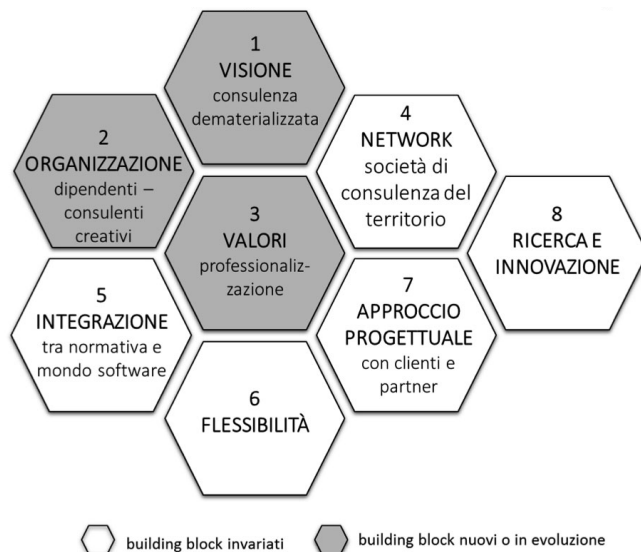 1
VISIONE
consulenza
dematerializzata
2
ORGANIZZAZIONE
dipendenti –
consulenti
creativi
3
VALORI
professionaliz-
zazione
4
NETWORK
società di
consulenza del
territorio
5
INTEGRAZIONE
tra normativa e
mondo software
6
FLESSIBILITÀ
7
APPROCCIO
PROGETTUALE
con clienti e
partner
8
RICERCA E
INNOVAZIONE
building block invariati
building block nuovi o in evoluzione